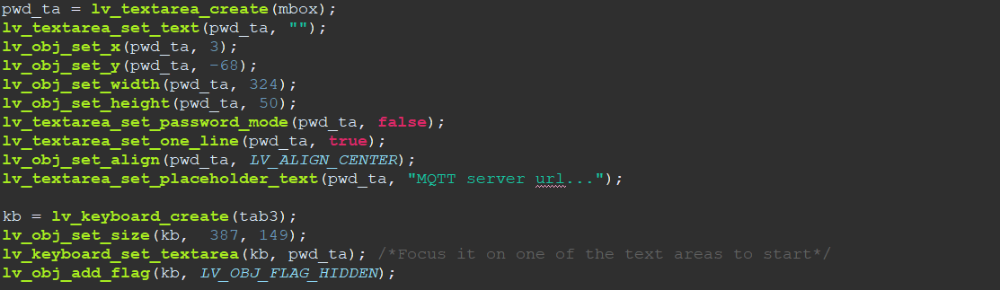 pwd_ta = lv_textarea_create(mbox);
lv_textarea_set_text(pwd_ta, "");
lv_obj_set_x(pwd_ta, 3);
lv_obj_set_y(pwd_ta, -68);
lv_obj_set_width(pwd_ta, 324);
lv_obj_set_height(pwd_ta, 50);
lv_textarea_set_password_mode(pwd_ta, false);
lv_textarea_set_one_line(pwd_ta, true);
lv_obj_set_align(pwd_ta, LV_ALIGN_CENTER);
lv_textarea_set_placeholder_text(pwd_ta, "MQTT server url...");

kb = lv_keyboard_create(tab3);
lv_obj_set_size(kb,  387, 149);
lv_keyboard_set_textarea(kb, pwd_ta); /*Focus it on one of the text areas to start*/
lv_obj_add_flag(kb, LV_OBJ_FLAG_HIDDEN);